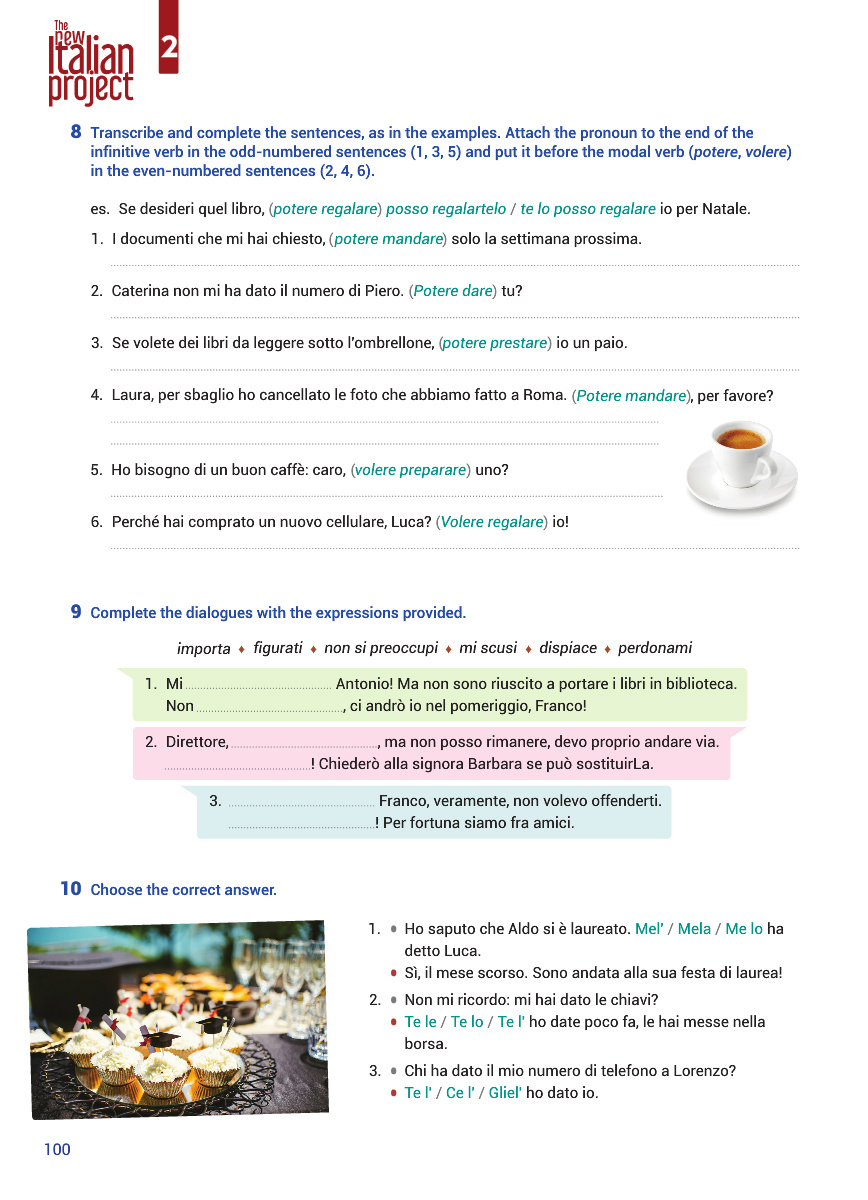 The
new
Italian
project
2
8 Transcribe and complete the sentences, as in the examples. Attach the pronoun to the end of the
infinitive verb in the odd-numbered sentences (1, 3, 5) and put it before the modal verb (potere, volere)
in the even-numbered sentences (2, 4, 6).
es. Se desideri quel libro, (potere regalare) posso regalartelo / te lo posso regalare io per Natale.
1. I documenti che mi hai chiesto, (potere mandare) solo la settimana prossima.
2. Caterina non mi ha dato il numero di Piero. (Potere dare) tu?
3. Se volete dei libri da leggere sotto l'ombrellone, (potere prestare) io un paio.
4. Laura, per sbaglio ho cancellato le foto che abbiamo fatto a Roma. (Potere mandare), per favore?
5. Ho bisogno di un buon caffè: caro, (volere preparare) uno?
6. Perché hai comprato un nuovo cellulare, Luca? (Volere regalare) io!
9 Complete the dialogues with the expressions provided.
importa ♦ figurati ♦ non si preoccupi ♦ mi scusi ♦ dispiace ♦ perdonami
1. Mi ........................................ Antonio! Ma non sono riuscito a portare i libri in biblioteca.
Non ........................................, ci andrò io nel pomeriggio, Franco!
2. Direttore, ........................................, ma non posso rimanere, devo proprio andare via.
........................................! Chiederò alla signora Barbara se può sostituirLa.
3. ........................................ Franco, veramente, non volevo offenderti.
........................................! Per fortuna siamo fra amici.
10 Choose the correct answer.
1. • Ho saputo che Aldo si è laureato. Mel' / Mela / Me lo ha
detto Luca.
• Sì, il mese scorso. Sono andata alla sua festa di laurea!
2. • Non mi ricordo: mi hai dato le chiavi?
• Te le / Te lo / Te l' ho date poco fa, le hai messe nella
borsa.
3. • Chi ha dato il mio numero di telefono a Lorenzo?
• Te l' / Ce l' / Gliel' ho dato io.
100